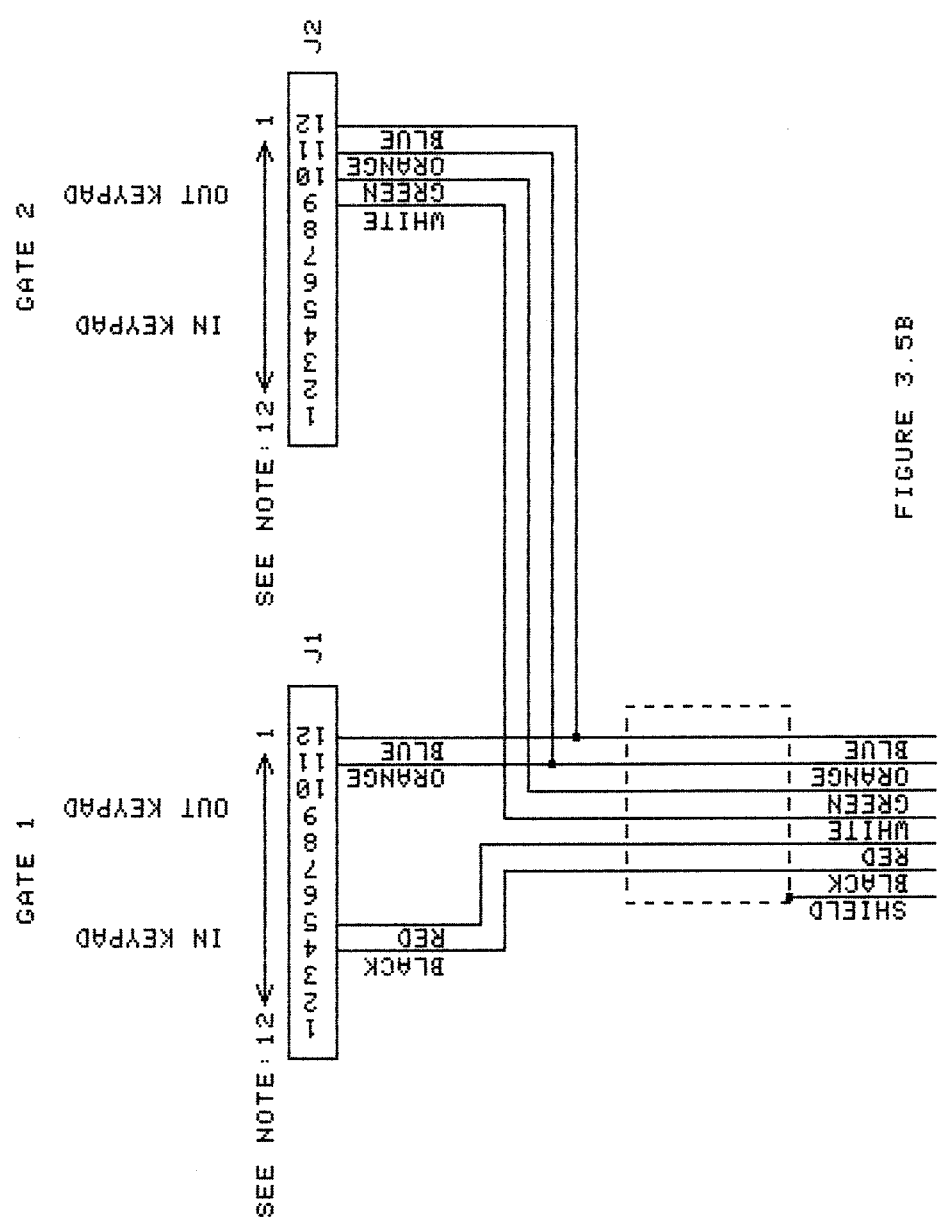 GATE 1
GATE 2
IN KEYPAD
OUT KEYPAD
IN KEYPAD
OUT KEYPAD
SEE NOTE: 12
1
SEE NOTE: 12
1
1 2 3 4 5 6 7 8 9 10 11 12
J1
1 2 3 4 5 6 7 8 9 10 11 12
J2
BLACK
RED
ORANGE
BLUE
WHITE
GREEN
ORANGE
BLUE
SHIELD
BLACK
RED
WHITE
GREEN
ORANGE
BLUE
FIGURE 3.5B